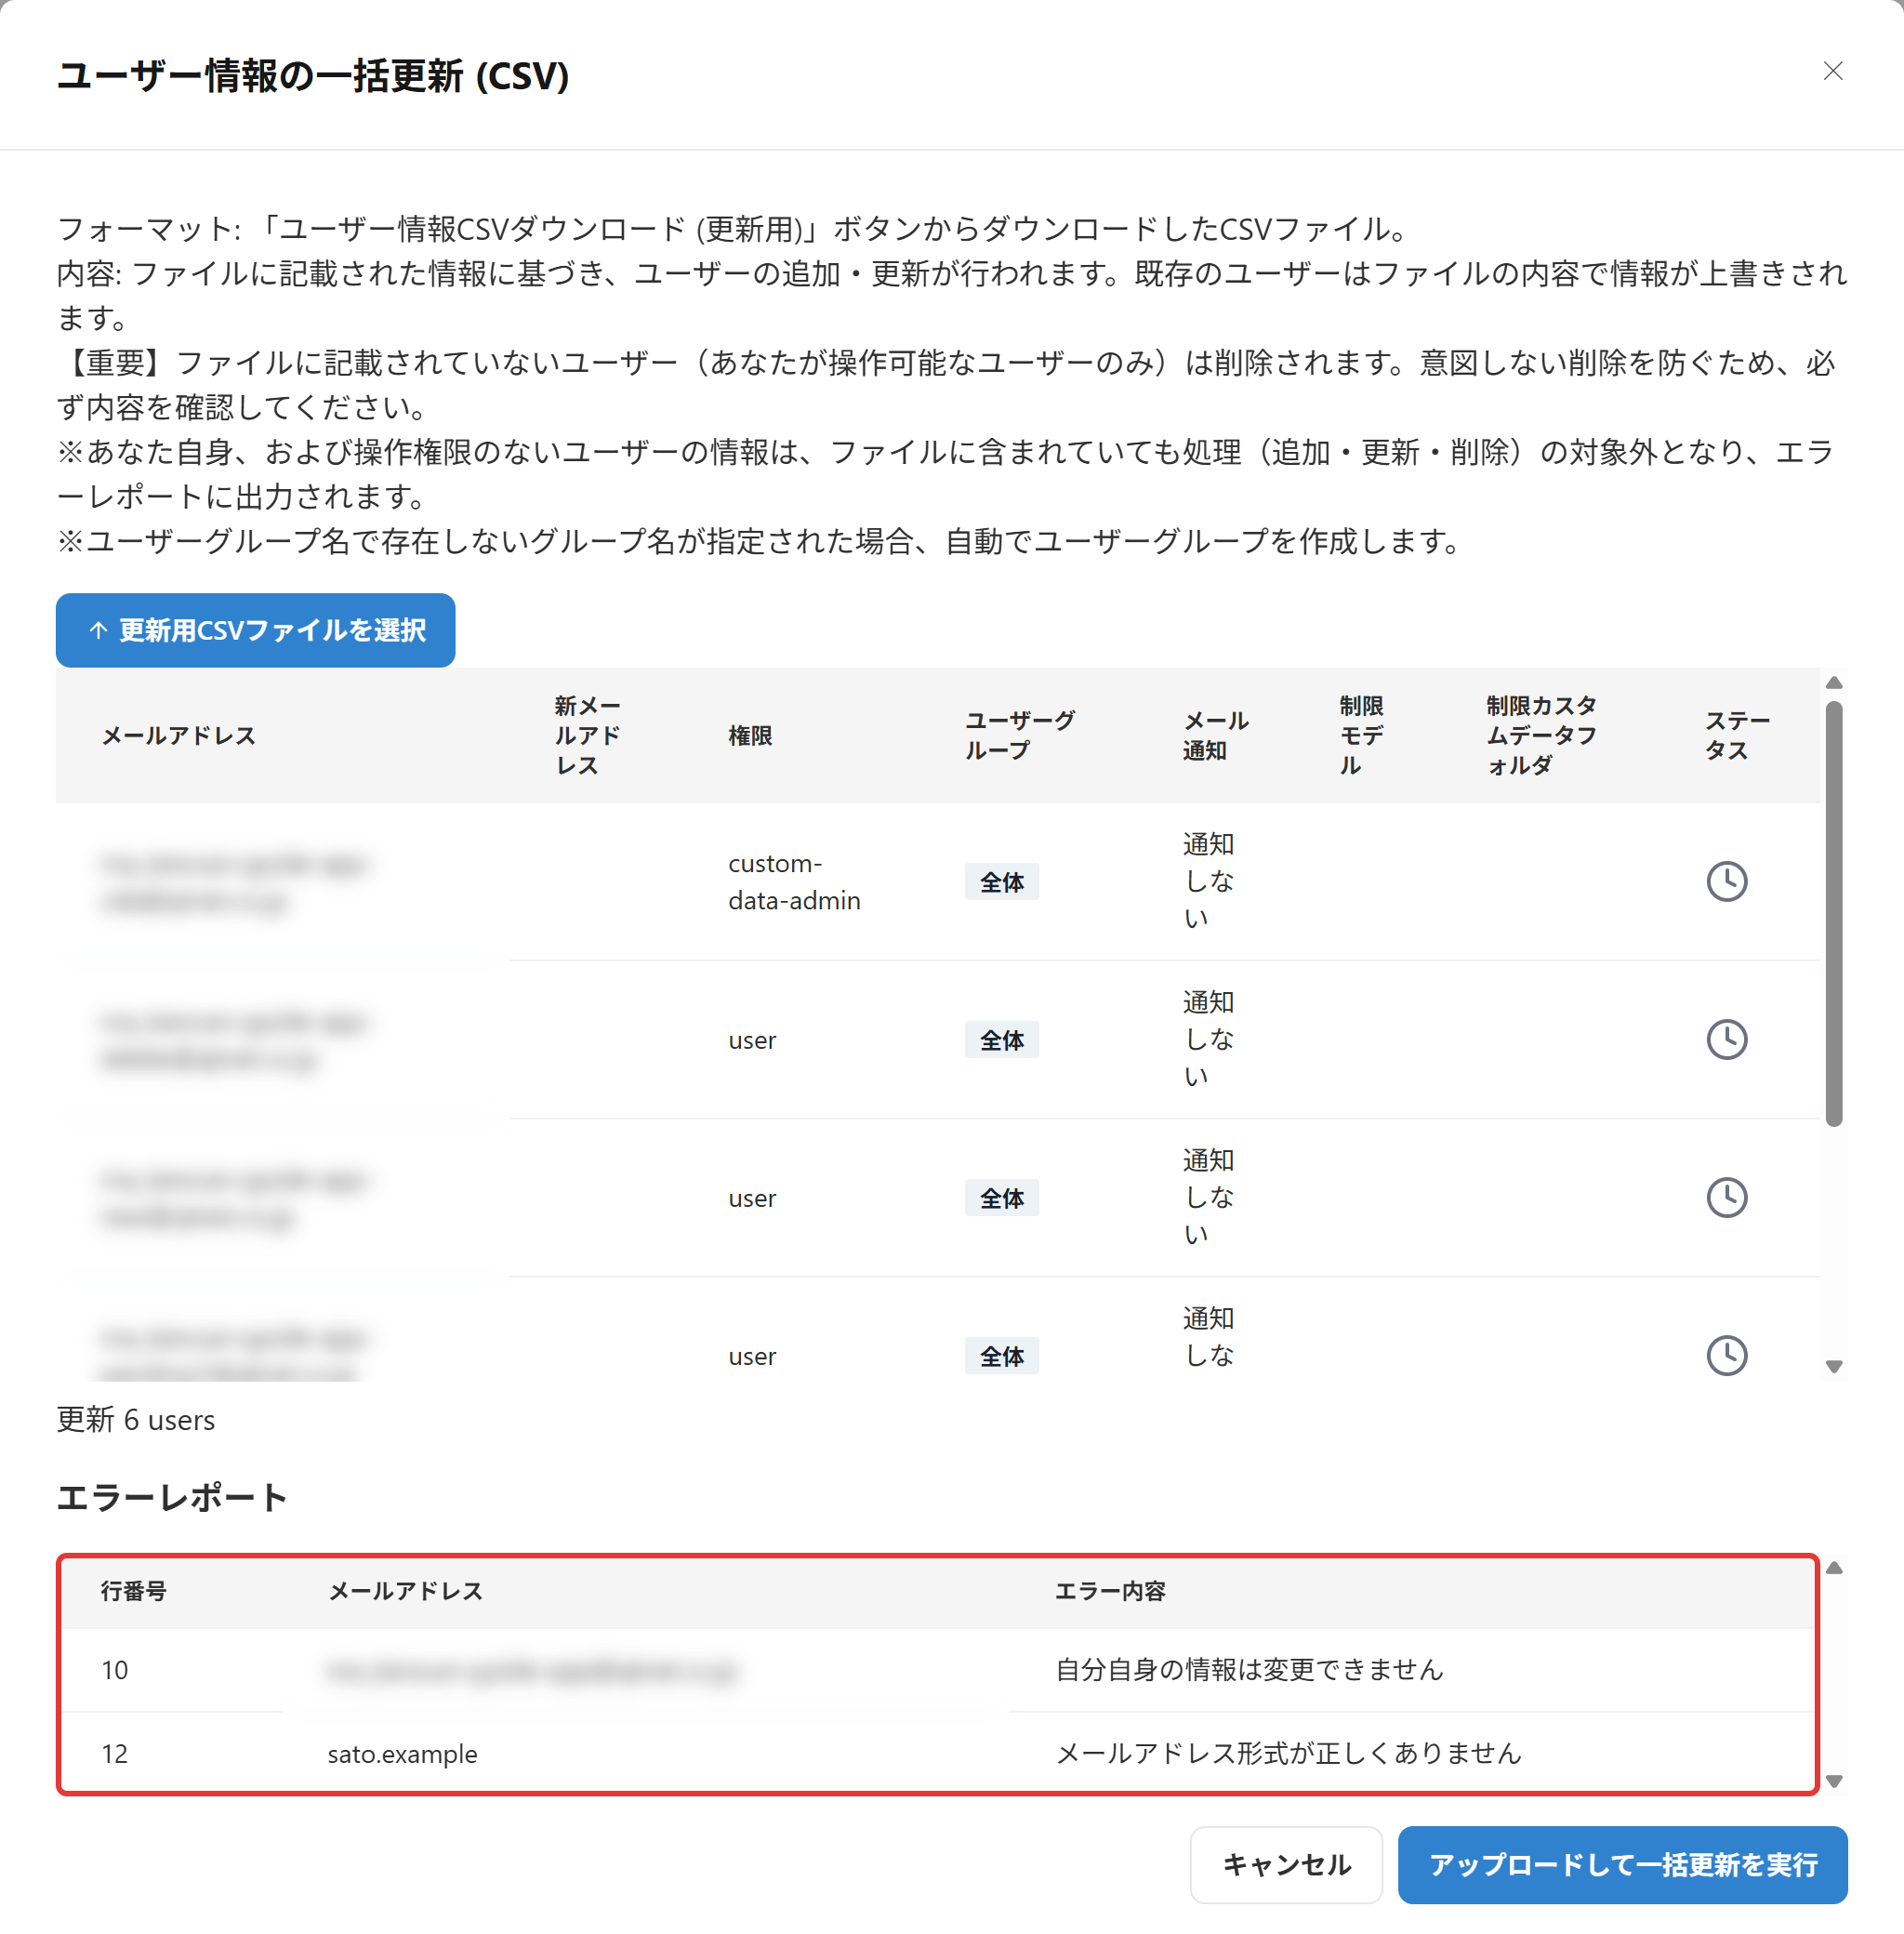 ユーザー情報の一括更新 (CSV)
フォーマット: 「ユーザー情報CSVダウンロード (更新用)」ボタンからダウンロードしたCSVファイル。
内容: ファイルに記載された情報に基づき、ユーザーの追加・更新が行われます。既存のユーザーはファイルの内容で情報が上書きされ
ます。
【重要】ファイルに記載されていないユーザー（あなたが操作可能なユーザーのみ）は削除されます。意図しない削除を防ぐため、必
ず内容を確認してください。
※あなた自身、および操作権限のないユーザーの情報は、ファイルに含まれていても処理（追加・更新・削除）の対象外となり、エラ
ーレポートに出力されます。
※ユーザーグループ名で存在しないグループ名が指定された場合、自動でユーザーグループを作成します。
↑ 更新用CSVファイルを選択
メールアドレス
新メー
ルアド
レス
権限
ユーザーグ
ループ
メール
通知
制限
モデ
ル
制限カスタ
ムデータフ
ォルダ
ステー
タス
custom-
data-admin
全体
通知
しな
い
user
全体
通知
しな
い
user
全体
通知
しな
い
user
全体
通知
しな
更新 6 users
エラーレポート
行番号 メールアドレス エラー内容
10 自分自身の情報は変更できません
12 sato.example メールアドレス形式が正しくありません
キャンセル アップロードして一括更新を実行